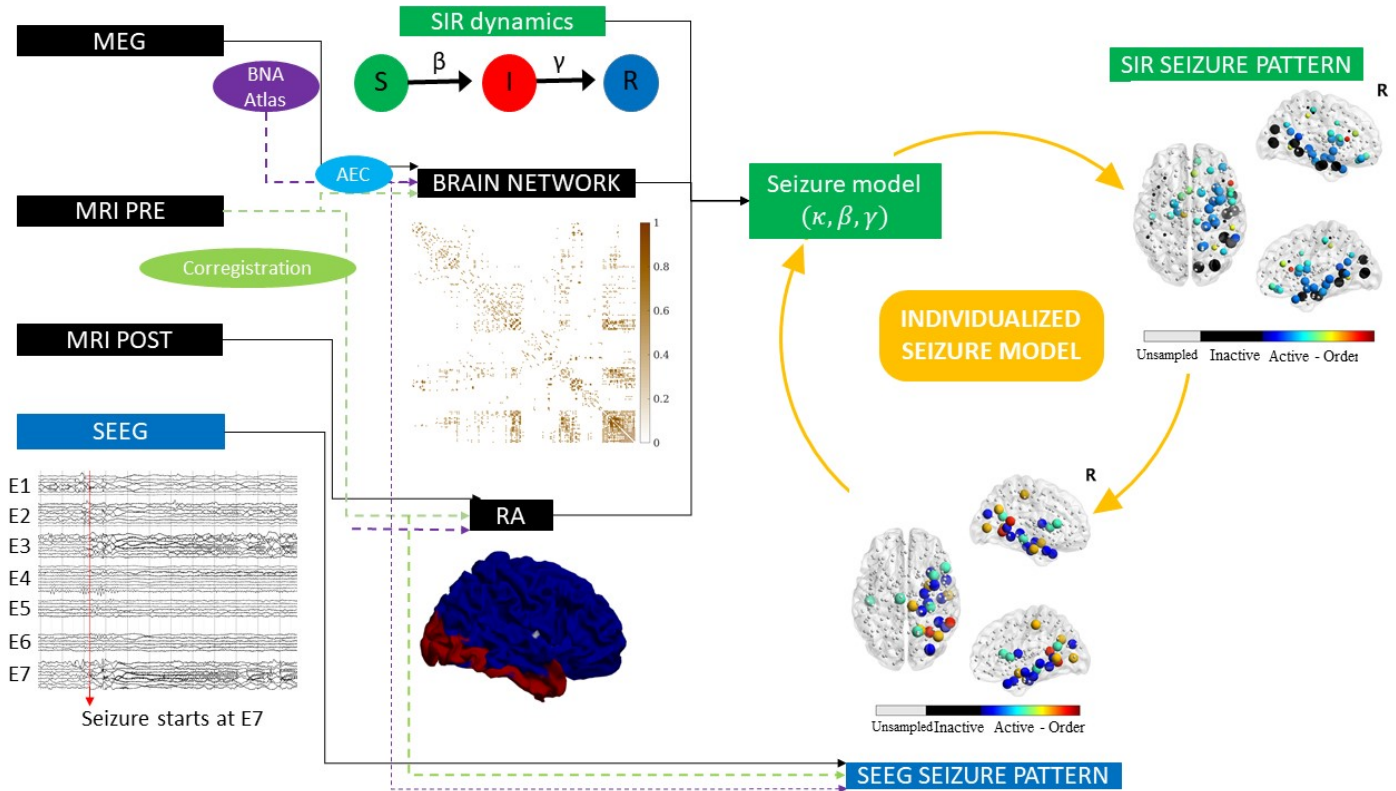 MEG
BNA
Atlas
SIR dynamics
S
β
I
γ
R
AEC
BRAIN NETWORK
MRI PRE
Corregistration
MRI POST
SEEG
E1
E2
E3
E4
E5
E6
E7
Seizure starts at E7
1
0.8
0.6
0.4
0.2
0
RA
Seizure model
(κ, β, γ)
SIR SEIZURE PATTERN
R
Unsampled Inactive Active - Order
INDIVIDUALIZED
SEIZURE MODEL
R
Unsampled Inactive Active - Order
SEEG SEIZURE PATTERN